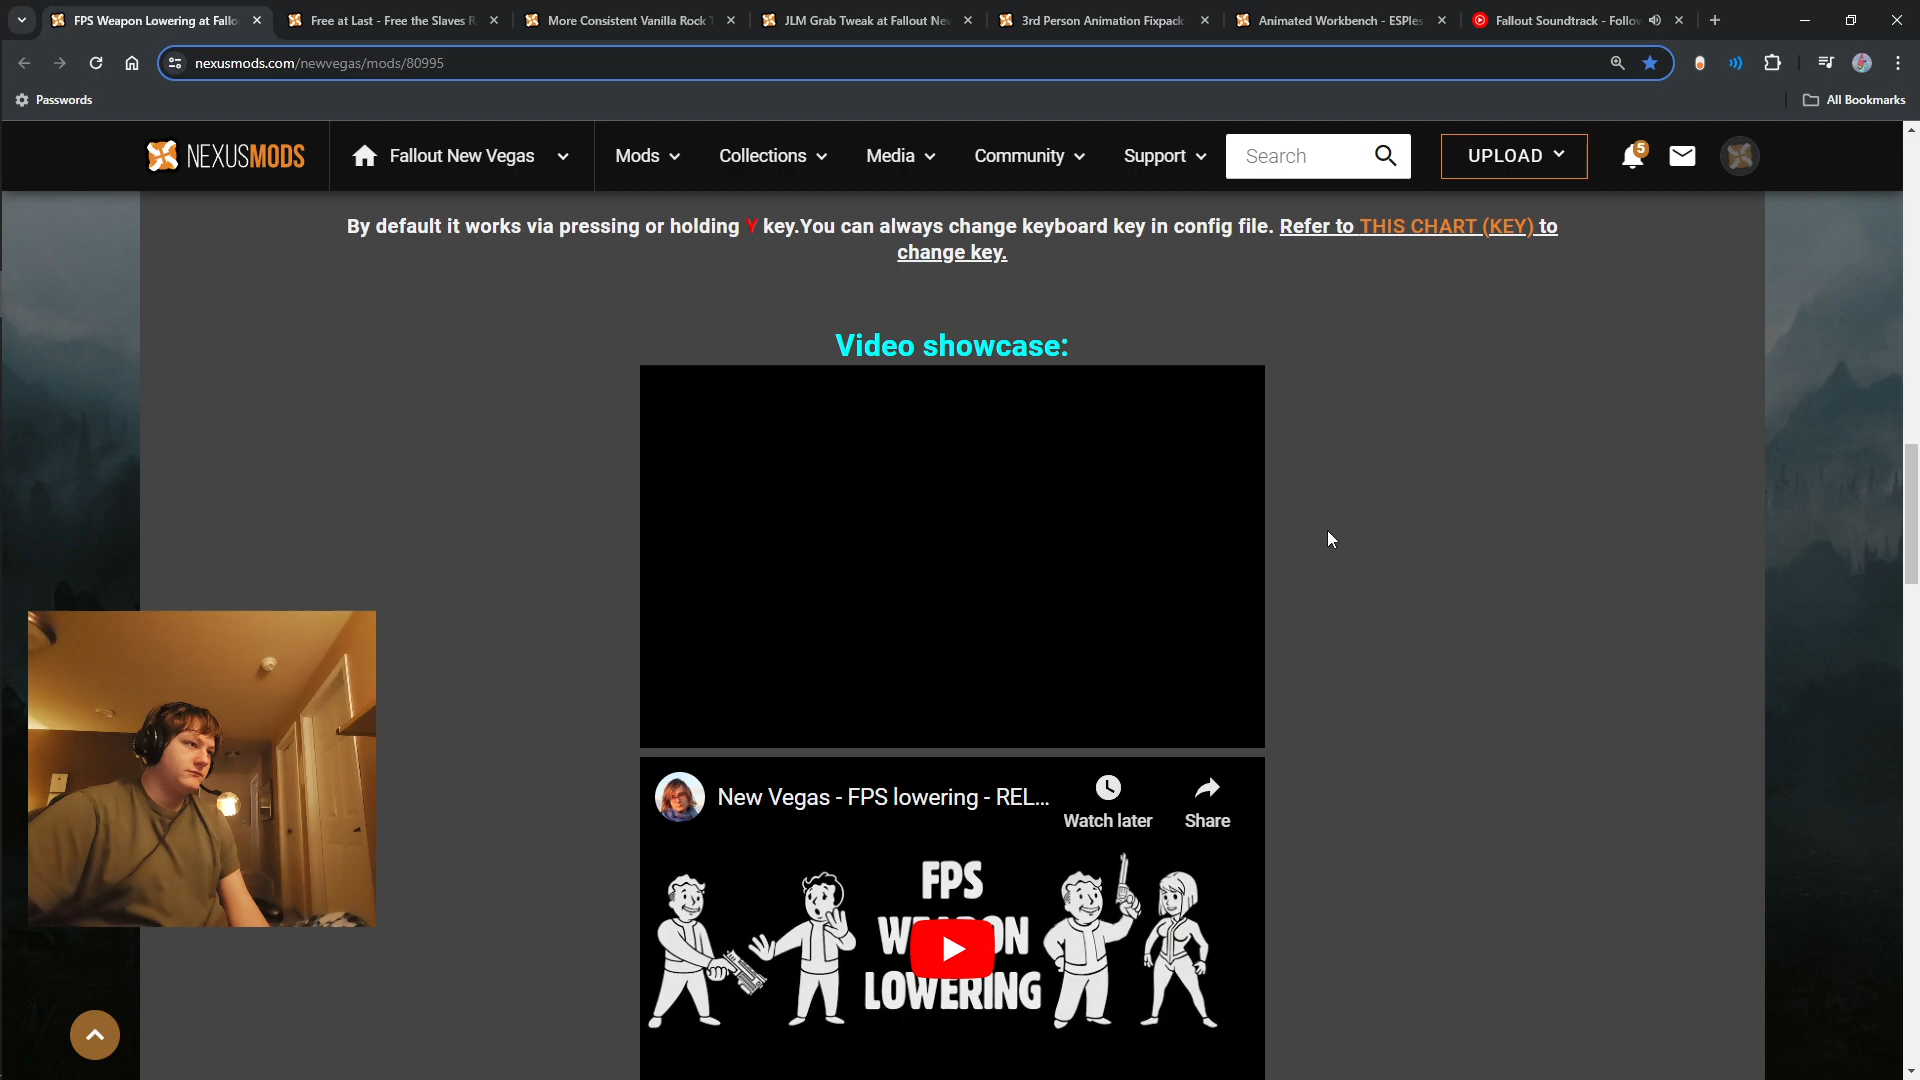 FPS Weapon Lowering at Fallo
Free at Last - Free the Slaves R
More Consistent Vanilla Rock T
JLM Grab Tweak at Fallout Ne
3rd Person Animation Fixpack
Animated Workbench - ESPles
Fallout Soundtrack - Follow
nexusmods.com/newvegas/mods/80995
Passwords
All Bookmarks
NEXUSMODS
Fallout New Vegas
Mods
Collections
Media
Community
Support
Search
UPLOAD
5
By default it works via pressing or holding Y key.You can always change keyboard key in config file. Refer to THIS CHART (KEY) to
change key.
Video showcase:
New Vegas - FPS lowering - REL...
Watch later
Share
FPS
WEAPON
LOWERING